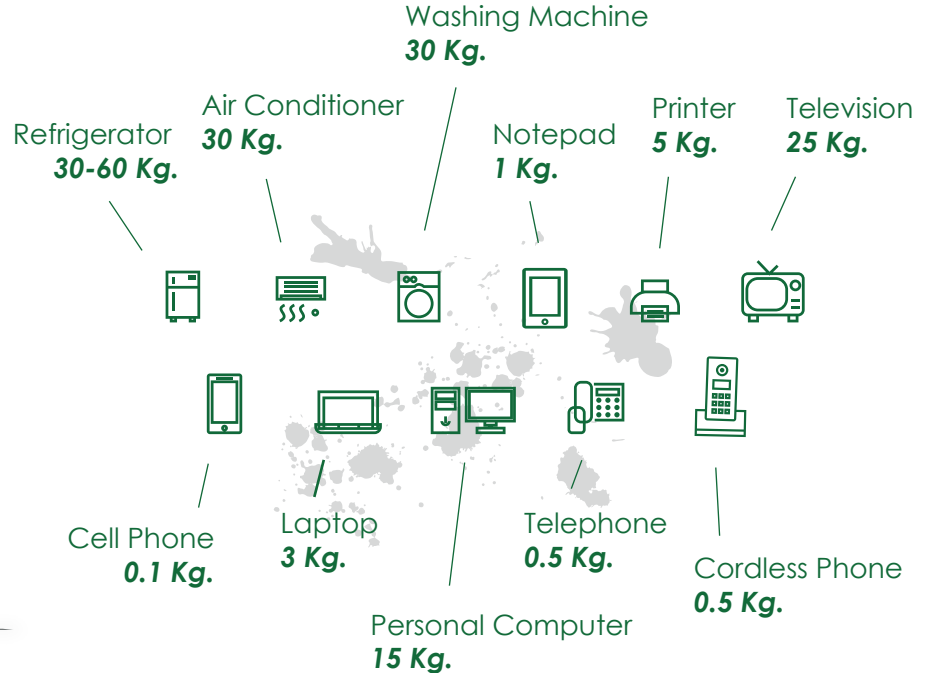 Washing Machine
30 Kg.
Air Conditioner
30 Kg.
Printer
5 Kg.
Television
25 Kg.
Refrigerator
30-60 Kg.
Notepad
1 Kg.
Cell Phone
0.1 Kg.
Laptop
3 Kg.
Telephone
0.5 Kg.
Cordless Phone
0.5 Kg.
Personal Computer
15 Kg.